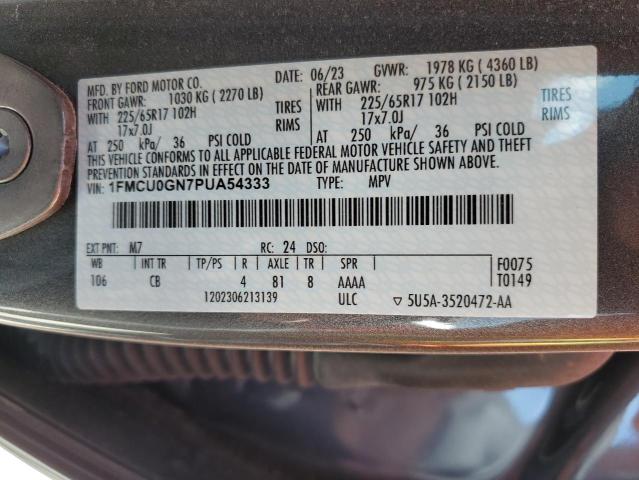 MFD. BY FORD MOTOR CO.
DATE: 06/23 GVWR: 1978 KG ( 4360 LB)
FRONT GAWR: 1030 KG ( 2270 LB) REAR GAWR: 975 KG ( 2150 LB)
WITH 225/65R17 102H TIRES WITH 225/65R17 102H TIRES
17x7.0J RIMS 17x7.0J RIMS
AT 250 kPa/ 36 PSI COLD AT 250 kPa/ 36 PSI COLD
THIS VEHICLE CONFORMS TO ALL APPLICABLE FEDERAL MOTOR VEHICLE SAFETY AND THEFT
PREVENTION STANDARDS IN EFFECT ON THE DATE OF MANUFACTURE SHOWN ABOVE.
VIN: 1FMCU0GN7PUA54333 TYPE: MPV
EXT PNT: M7 RC: 24 DSO: F0075
WB INT TR TP/PS R AXLE TR SPR T0149
106 CB 4 81 8 AAAA
1202306213139 ULC ▽ 5U5A-3520472-AA